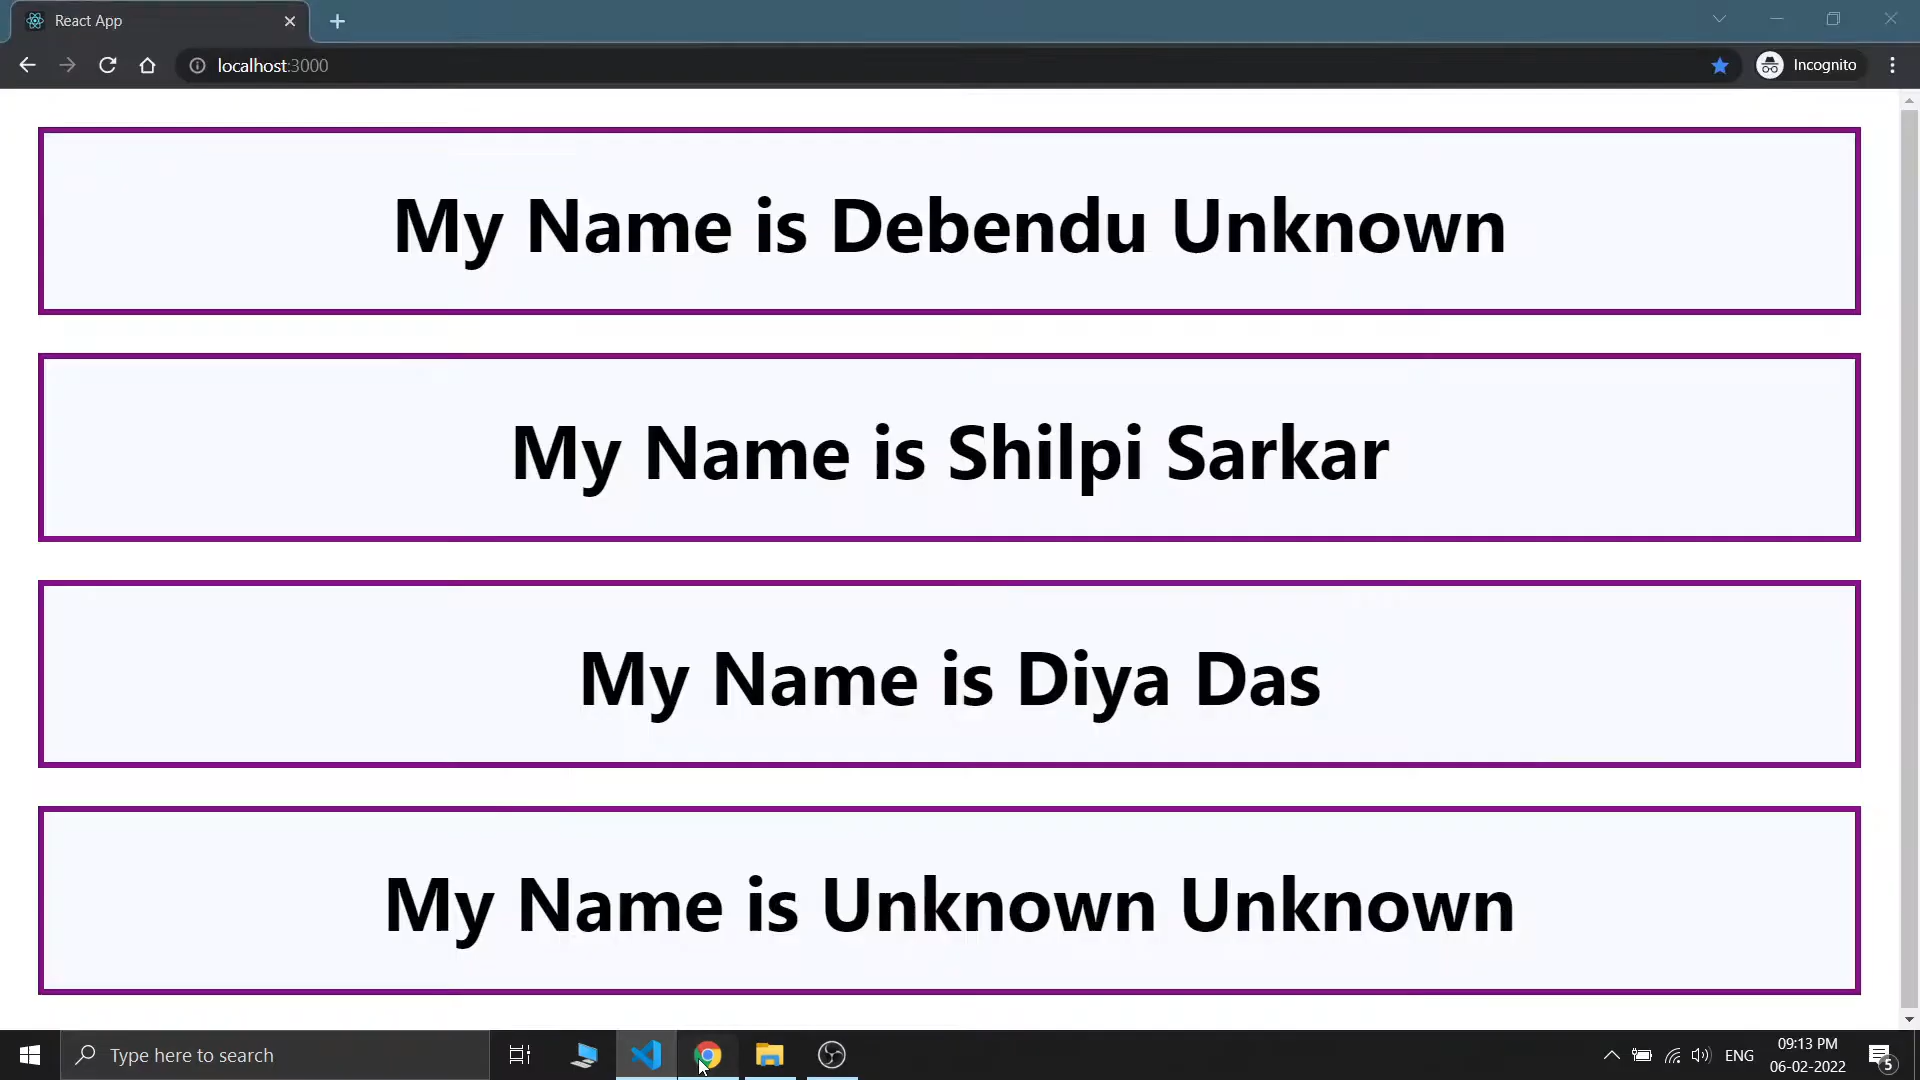 React App
localhost:3000
Incognito
My Name is Debendu Unknown
My Name is Shilpi Sarkar
My Name is Diya Das
My Name is Unknown Unknown
Type here to search
ENG
09:13 PM
06-02-2022
5